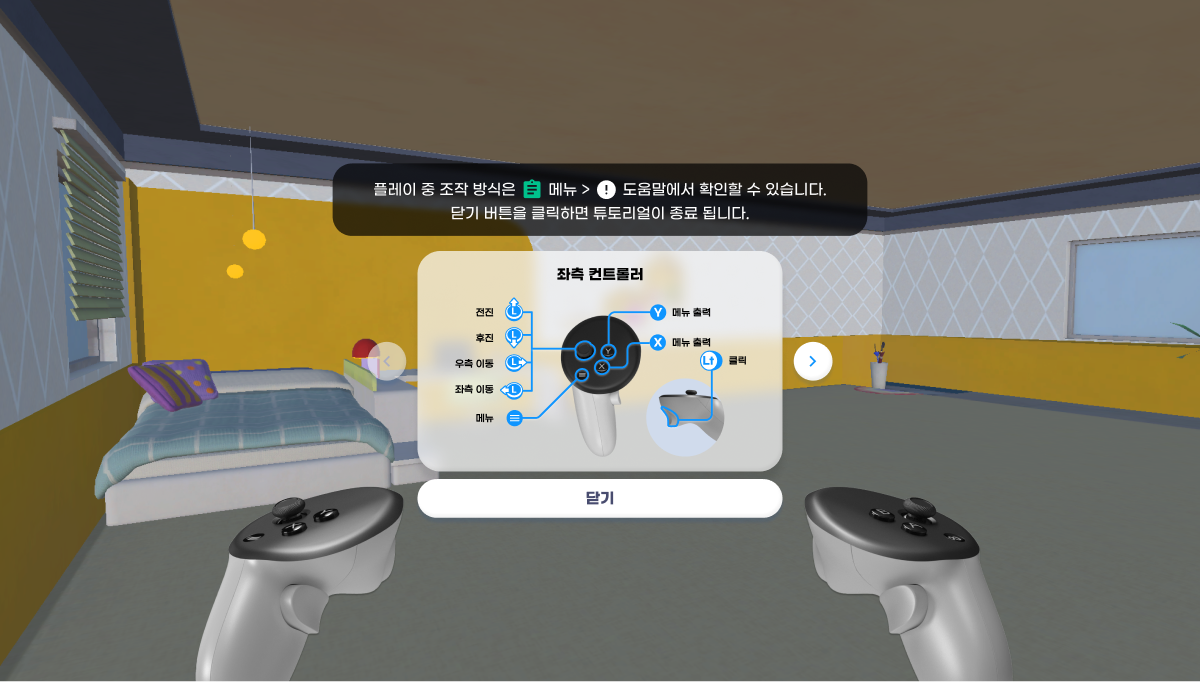 플레이 중 조작 방식은 메뉴 > ! 도움말에서 확인할 수 있습니다.
닫기 버튼을 클릭하면 튜토리얼이 종료 됩니다.
좌측 컨트롤러
전진 L
후진 L
우측 이동 L
좌측 이동 L
메뉴
Y 메뉴 출력
X 메뉴 출력
L↑ 클릭
Y
X
닫기